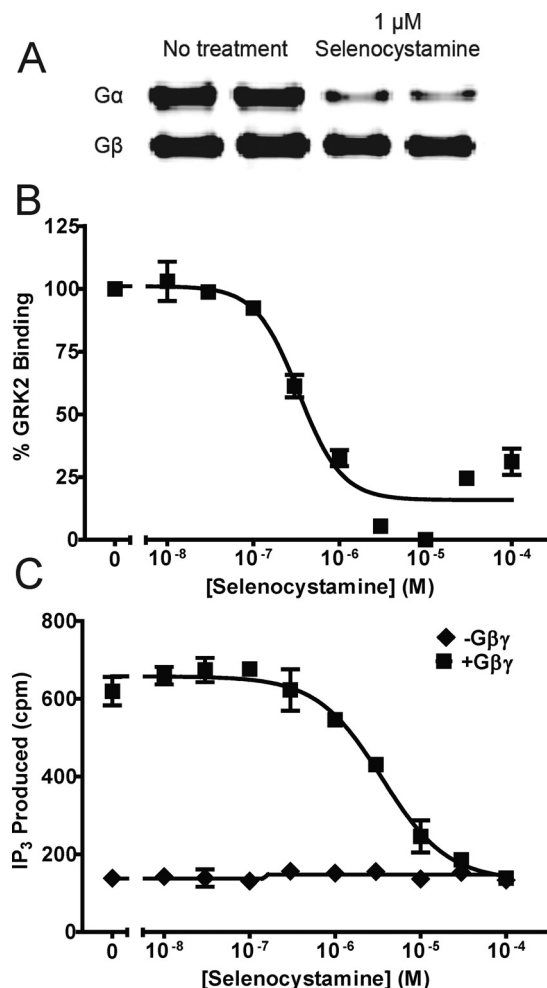 A
No treatment
1 μM
Selenocystamine
Gα
Gβ
B
% GRK2 Binding
125
100
75
50
25
0
0 10⁻⁸ 10⁻⁷ 10⁻⁶ 10⁻⁵ 10⁻⁴
[Selenocystamine] (M)
C
IP₃ Produced (cpm)
800
600
400
200
0
-Gβγ
+Gβγ
0 10⁻⁸ 10⁻⁷ 10⁻⁶ 10⁻⁵ 10⁻⁴
[Selenocystamine] (M)